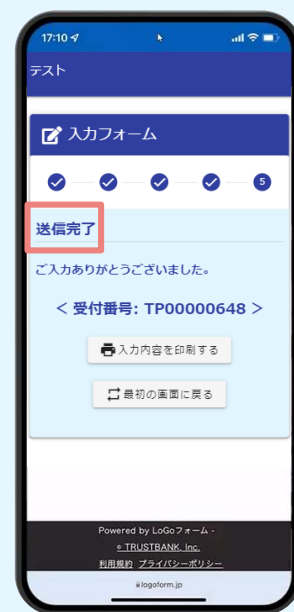 17:10
テスト
入力フォーム
5
送信完了
ご入力ありがとうございました。
< 受付番号: TP00000648 >
入力内容を印刷する
最初の画面に戻る
Powered by LoGoフォーム -
© TRUSTBANK, Inc.
利用規約 プライバシーポリシー
logoform.jp